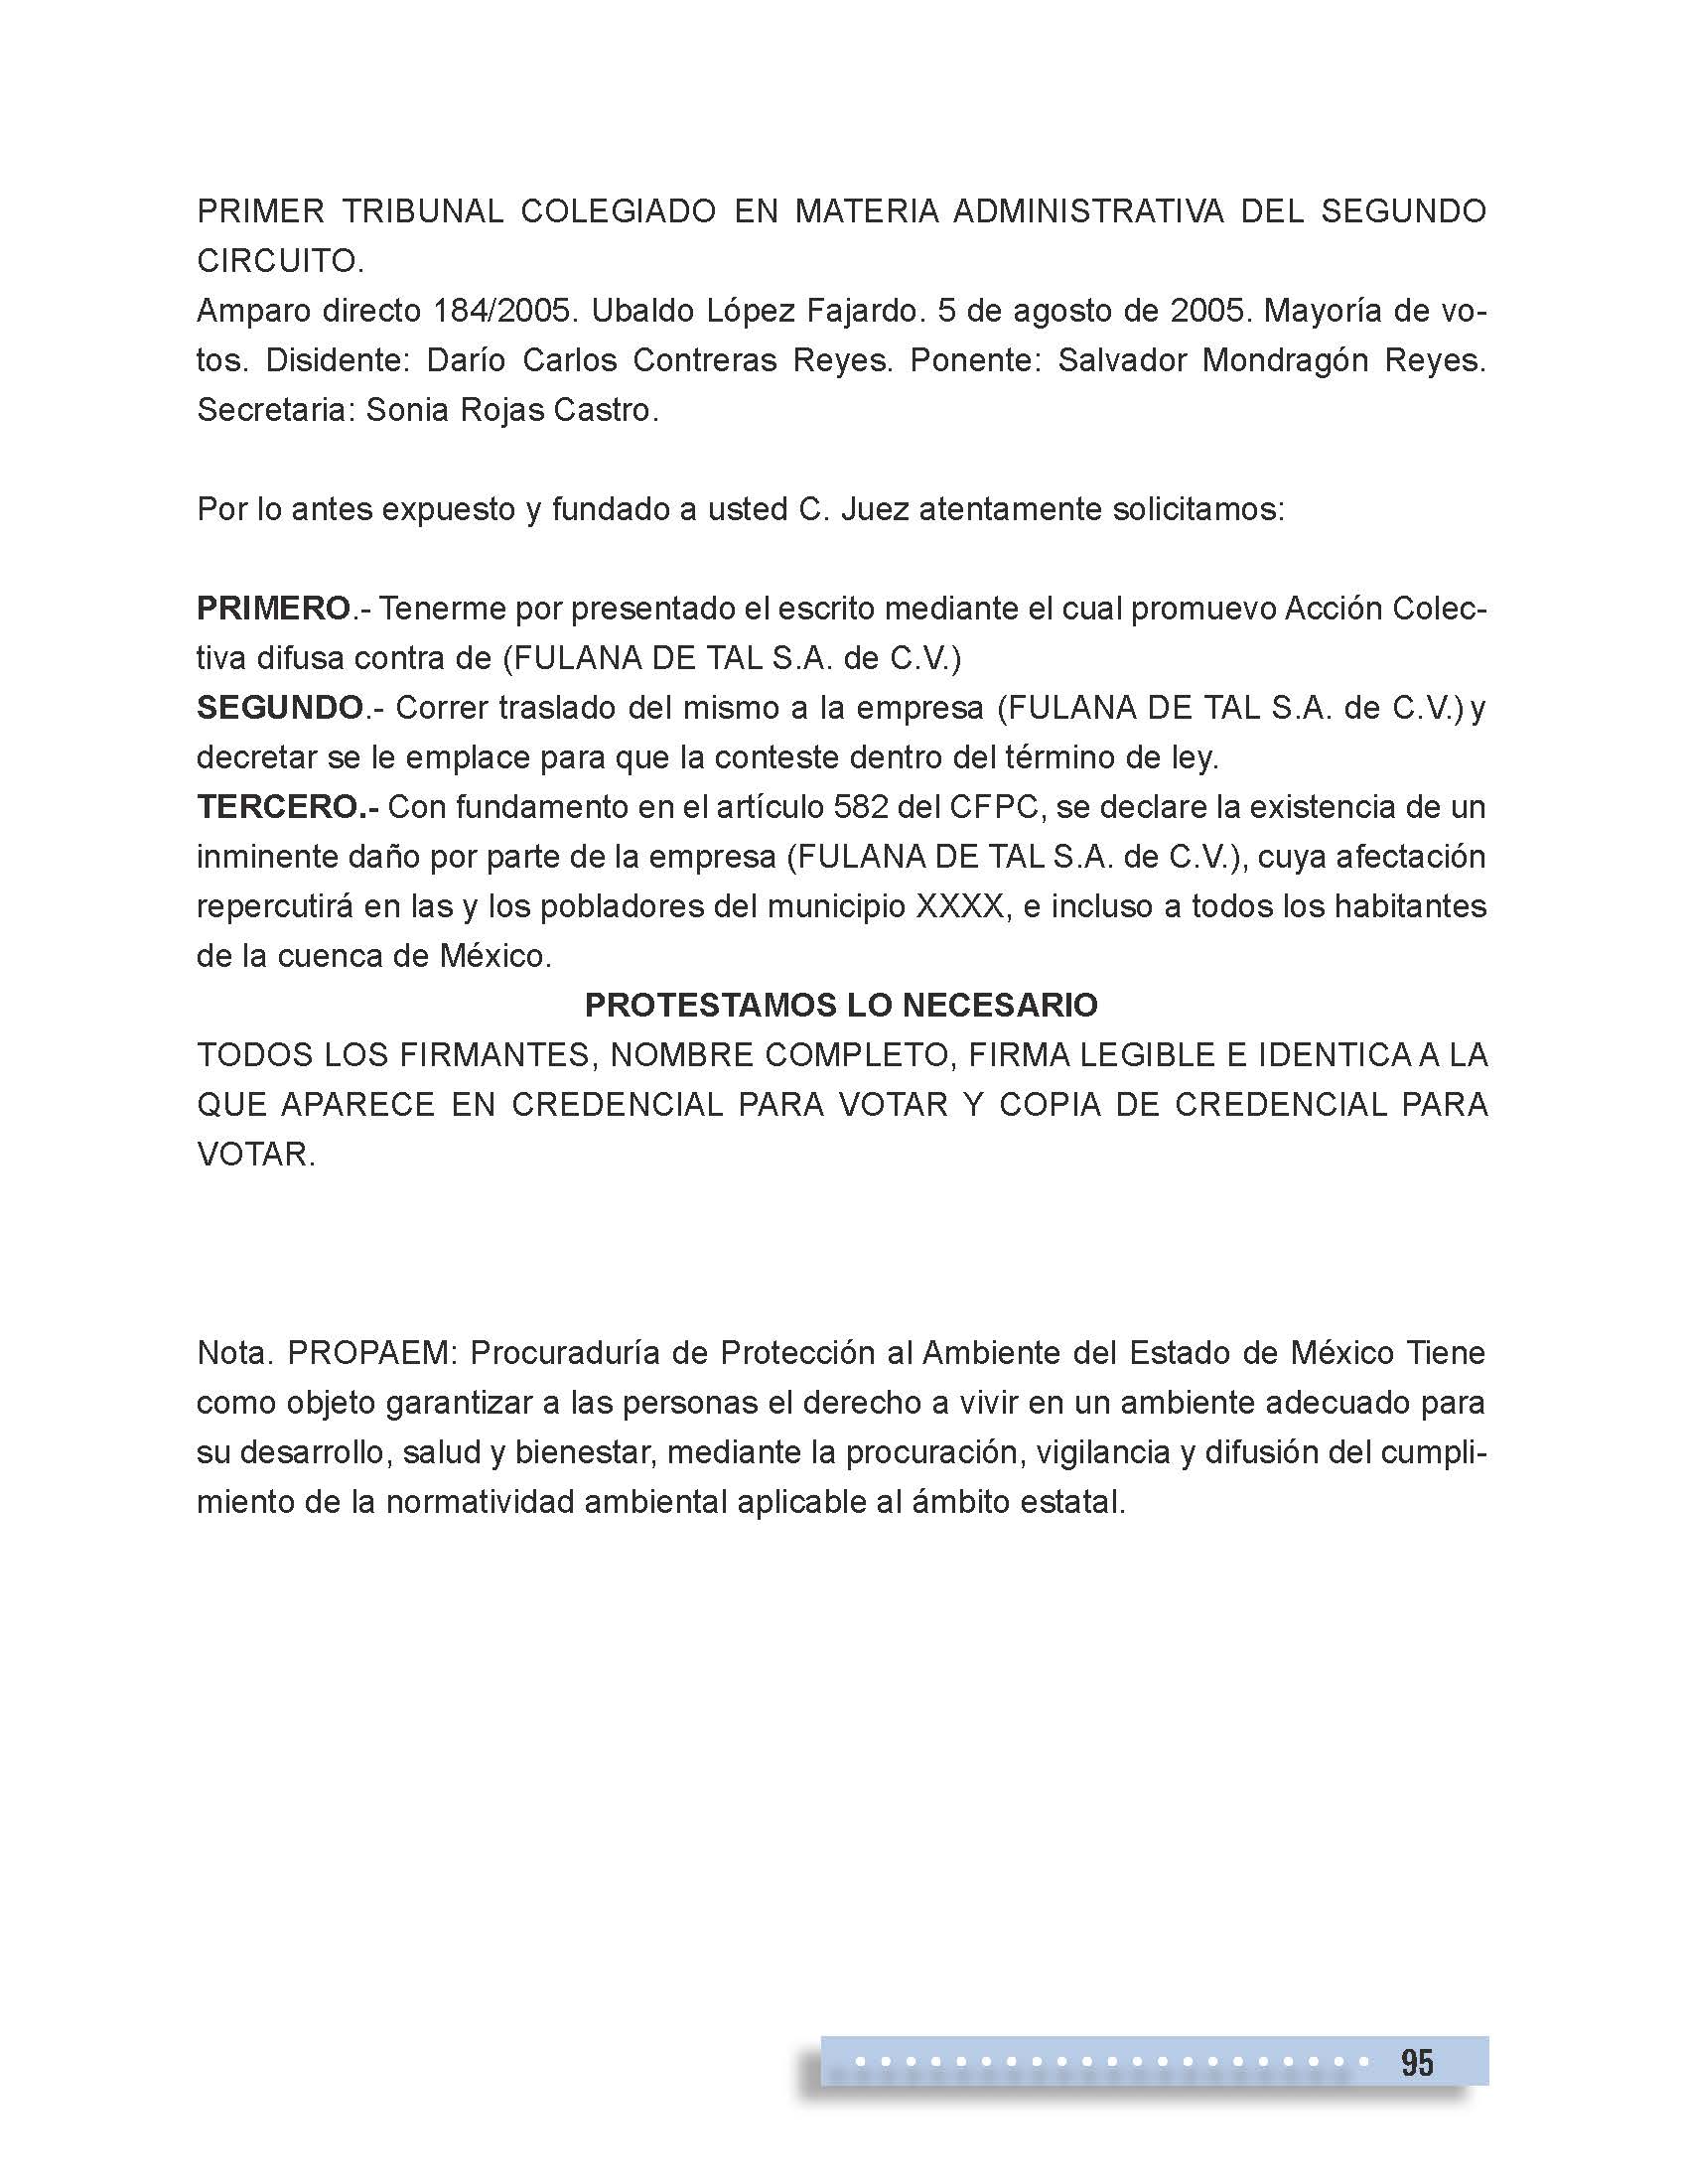 PRIMER TRIBUNAL COLEGIADO EN MATERIA ADMINISTRATIVA DEL SEGUNDO
CIRCUITO.
Amparo directo 184/2005. Ubaldo López Fajardo. 5 de agosto de 2005. Mayoría de vo-
tos. Disidente: Darío Carlos Contreras Reyes. Ponente: Salvador Mondragón Reyes.
Secretaria: Sonia Rojas Castro.
Por lo antes expuesto y fundado a usted C. Juez atentamente solicitamos:
PRIMERO.- Tenerme por presentado el escrito mediante el cual promuevo Acción Colec-
tiva difusa contra de (FULANA DE TAL S.A. de C.V.)
SEGUNDO.- Correr traslado del mismo a la empresa (FULANA DE TAL S.A. de C.V.) y
decretar se le emplace para que la conteste dentro del término de ley.
TERCERO.- Con fundamento en el artículo 582 del CFPC, se declare la existencia de un
inminente daño por parte de la empresa (FULANA DE TAL S.A. de C.V.), cuya afectación
repercutirá en las y los pobladores del municipio XXXX, e incluso a todos los habitantes
de la cuenca de México.
PROTESTAMOS LO NECESARIO
TODOS LOS FIRMANTES, NOMBRE COMPLETO, FIRMA LEGIBLE E IDENTICA A LA
QUE APARECE EN CREDENCIAL PARA VOTAR Y COPIA DE CREDENCIAL PARA
VOTAR.
Nota. PROPAEM: Procuraduría de Protección al Ambiente del Estado de México Tiene
como objeto garantizar a las personas el derecho a vivir en un ambiente adecuado para
su desarrollo, salud y bienestar, mediante la procuración, vigilancia y difusión del cumpli-
miento de la normatividad ambiental aplicable al ámbito estatal.
95